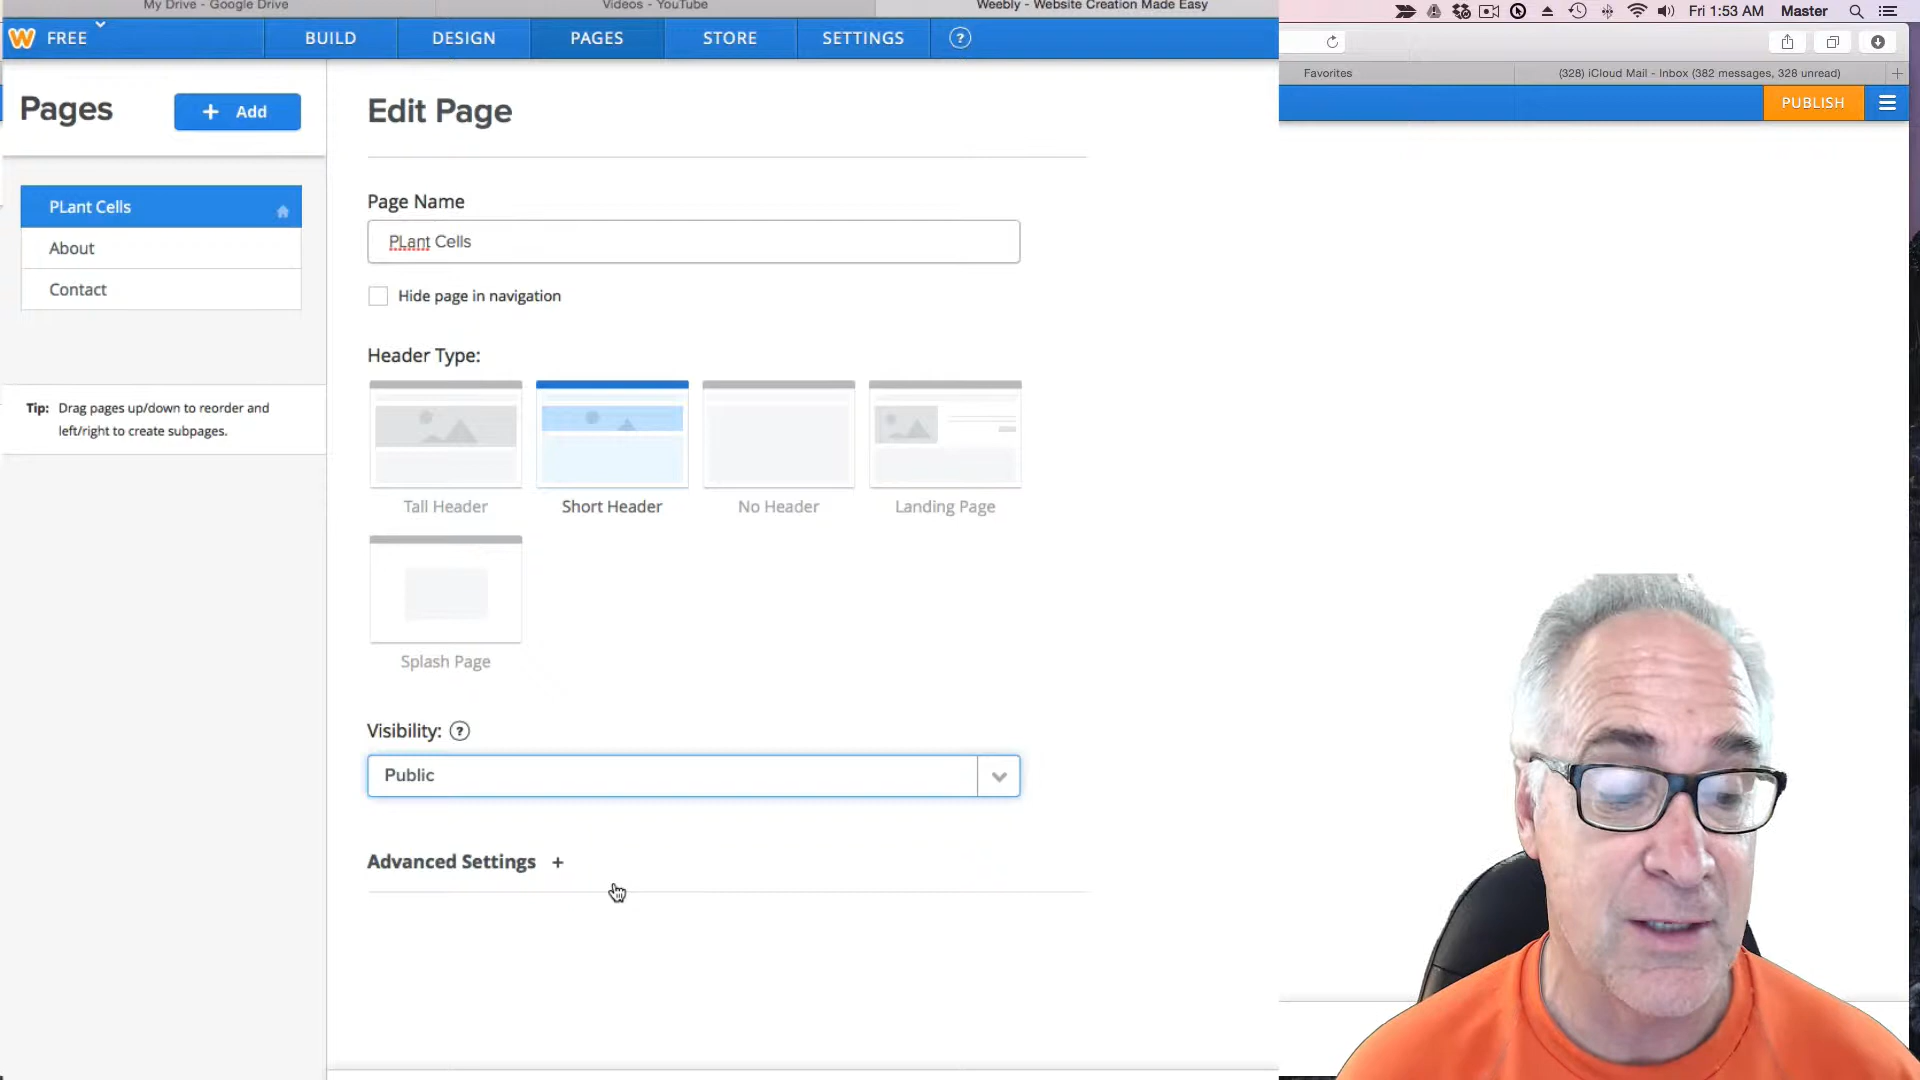 My Drive - Google Drive
Videos - YouTube
Weebly - Website Creation Made Easy
Fri 1:53 AM Master
FREE
BUILD
DESIGN
PAGES
STORE
SETTINGS
?
Favorites
(328) iCloud Mail - Inbox (382 messages, 328 unread)
+
PUBLISH
Pages
+ Add
PLant Cells
About
Contact
Tip: Drag pages up/down to reorder and
left/right to create subpages.
Edit Page
Page Name
PLant Cells
Hide page in navigation
Header Type:
Tall Header
Short Header
No Header
Landing Page
Splash Page
Visibility: ?
Public
Advanced Settings +